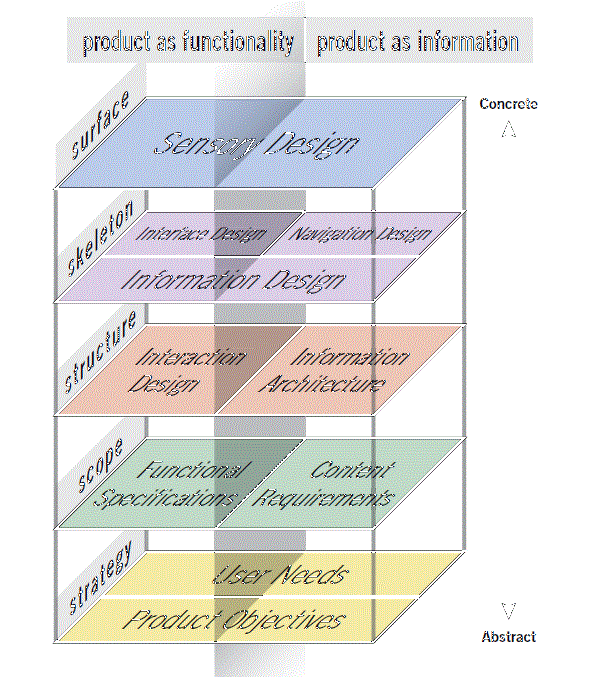 product as functionality
product as information
Concrete
surface
Sensory Design
skeleton
Interface Design
Navigation Design
Information Design
structure
Interaction
Design
Information
Architecture
scope
Functional
Specifications
Content
Requirements
strategy
User Needs
Product Objectives
Abstract